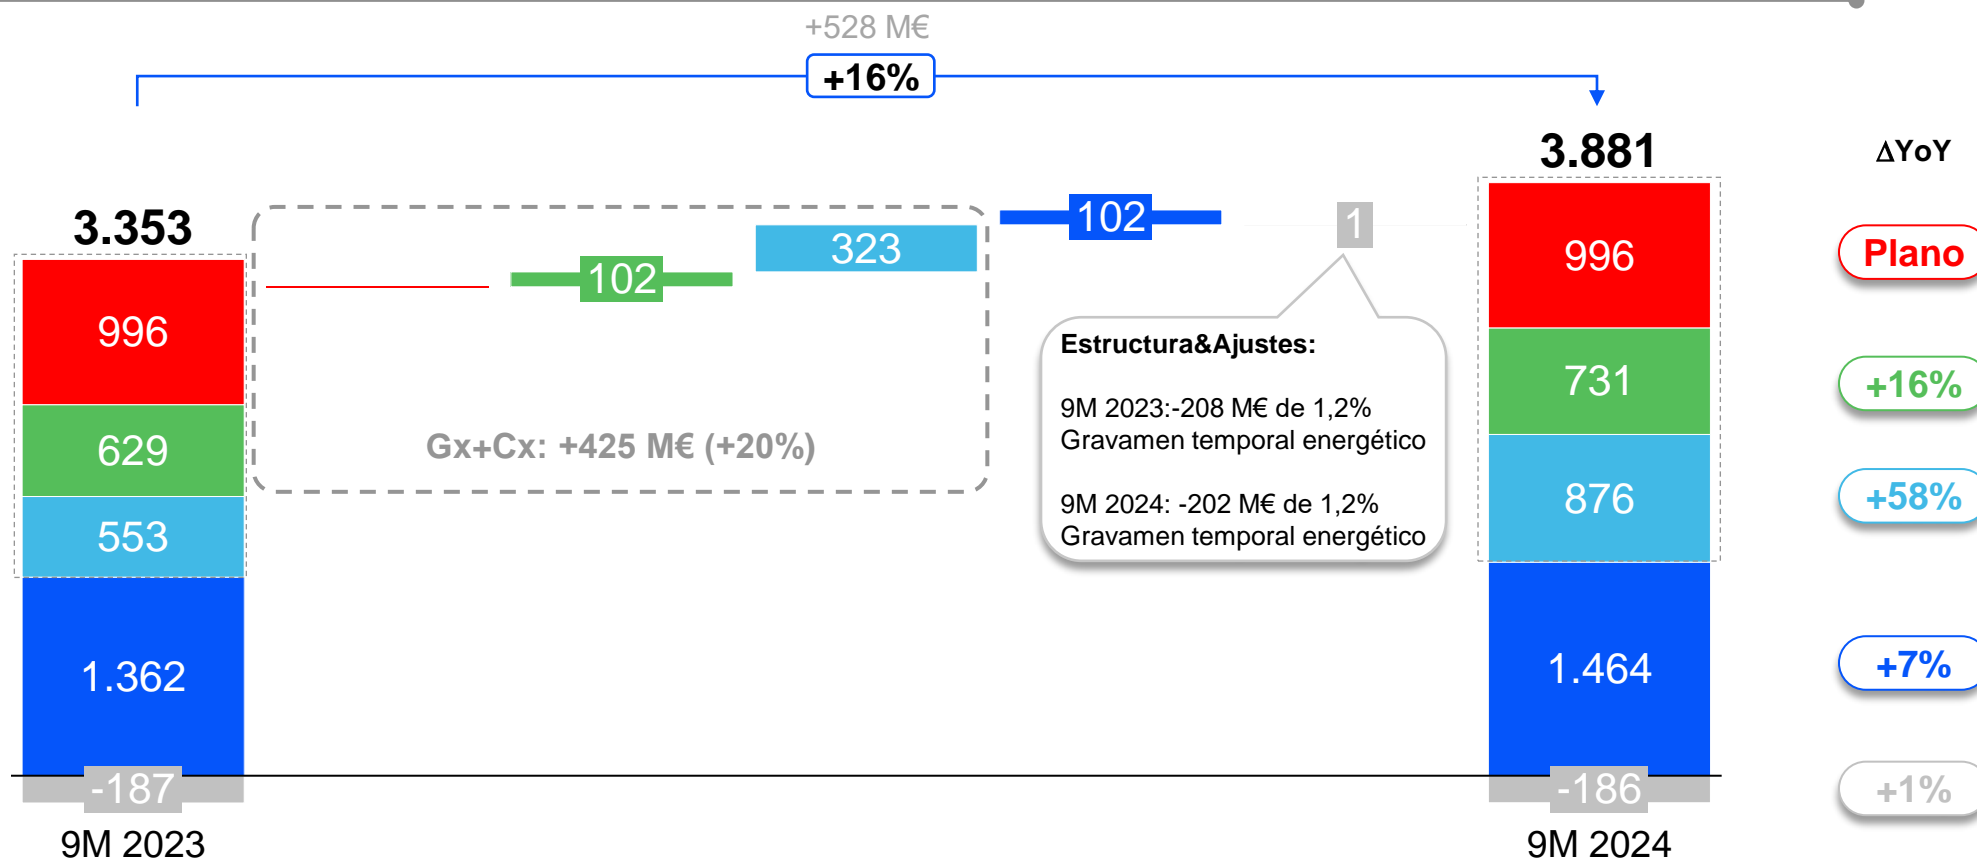 +528 M€
+16%
3.353
3.881
ΔYoY
996
629
553
1.362
-187
9M 2023
102
323
Gx+Cx: +425 M€ (+20%)
102
1
Estructura&Ajustes:
9M 2023:-208 M€ de 1,2%
Gravamen temporal energético
9M 2024: -202 M€ de 1,2%
Gravamen temporal energético
996
731
876
1.464
-186
9M 2024
Plano
+16%
+58%
+7%
+1%